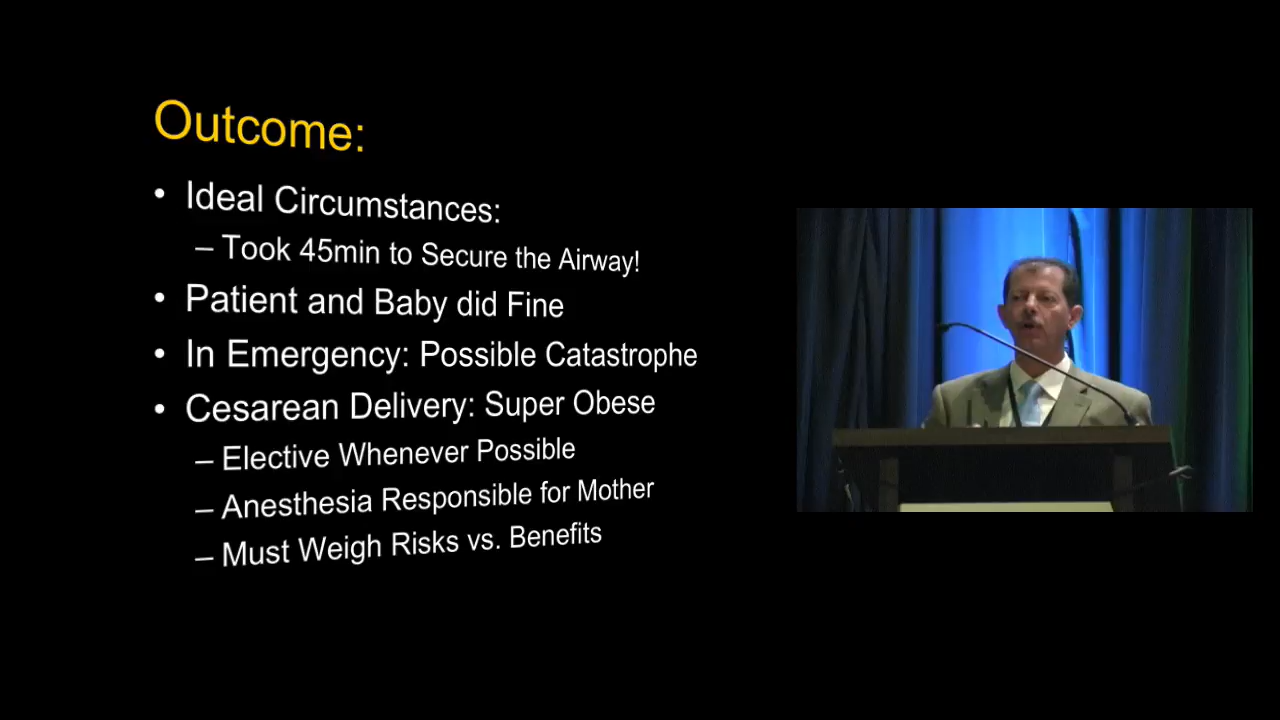 Outcome:
• Ideal Circumstances:
– Took 45min to Secure the Airway!
• Patient and Baby did Fine
• In Emergency: Possible Catastrophe
• Cesarean Delivery: Super Obese
– Elective Whenever Possible
– Anesthesia Responsible for Mother
– Must Weigh Risks vs. Benefits